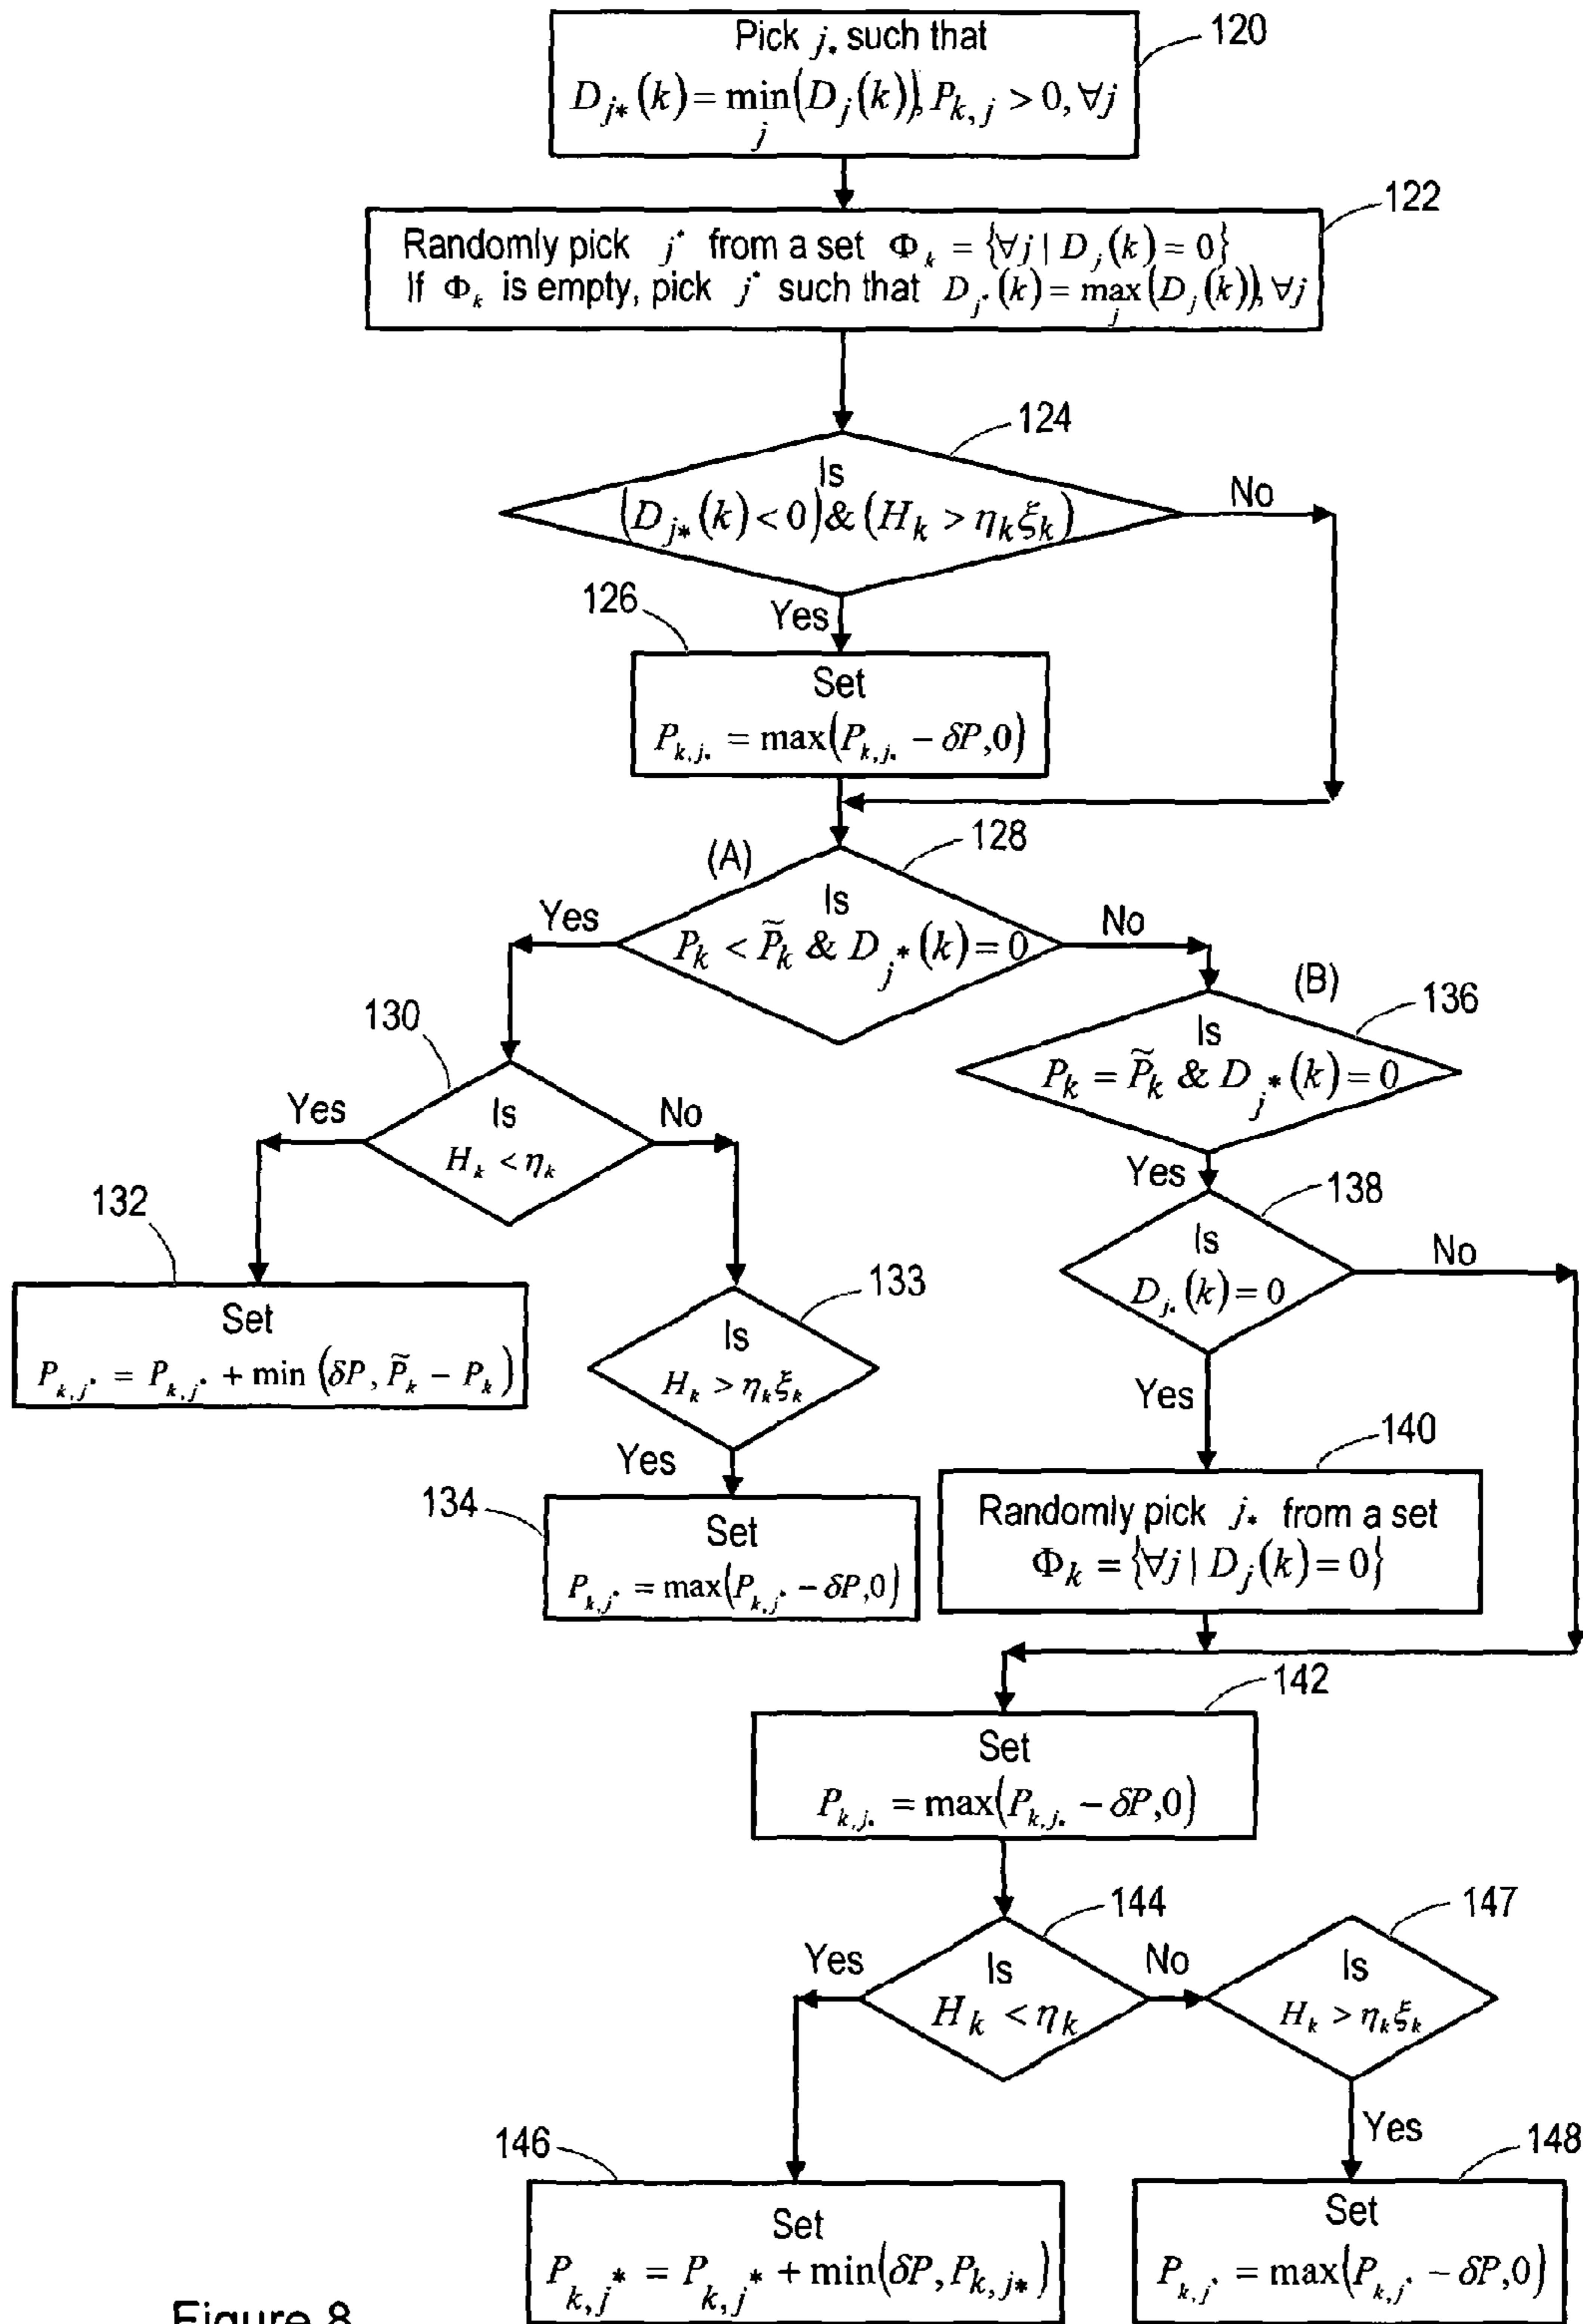 120
Pick j* such that
D_{j*}(k) = min_j (D_j(k)), P_{k,j} > 0, ∀j
122
Randomly pick j^* from a set Φ_k = {∀j | D_j(k) = 0}
If Φ_k is empty, pick j^* such that D_{j^*}(k) = max_j (D_j(k)), ∀j
124
Is
(D_{j*}(k) < 0) & (H_k > η_k ξ_k)
No
126
Yes
Set
P_{k,j*} = max(P_{k,j*} − δP, 0)
128
(A)
Is
P_k < P̃_k & D_{j^*}(k) = 0
Yes
No
(B)
136
Is
P_k = P̃_k & D_{j^*}(k) = 0
130
Is
H_k < η_k
Yes
No
Yes
138
Is
D_{j*}(k) = 0
No
132
Set
P_{k,j^*} = P_{k,j^*} + min (δP, P̃_k − P_k)
133
Is
H_k > η_k ξ_k
Yes
Yes
134
Set
P_{k,j^*} = max(P_{k,j^*} − δP, 0)
140
Randomly pick j* from a set
Φ_k = {∀j | D_j(k) = 0}
142
Set
P_{k,j*} = max(P_{k,j*} − δP, 0)
144
Is
H_k < η_k
Yes
No
147
Is
H_k > η_k ξ_k
Yes
146
Set
P_{k,j^*} = P_{k,j^*} + min(δP, P_{k,j*})
148
Set
P_{k,j^*} = max(P_{k,j^*} − δP, 0)
Figure 8